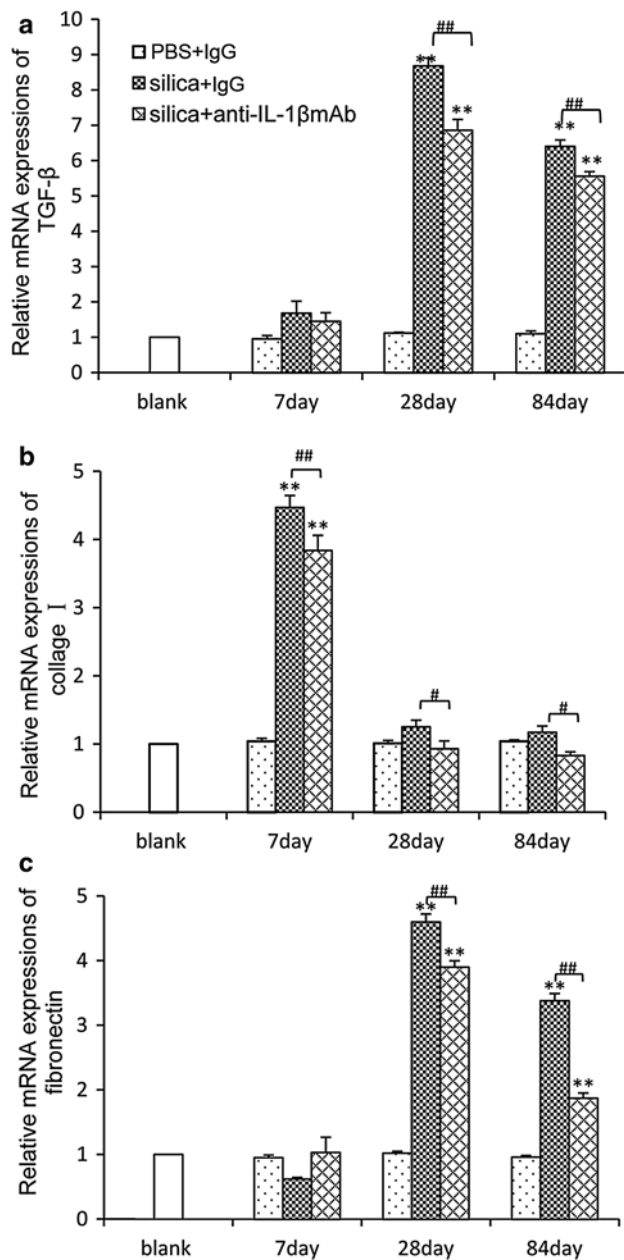 a
Relative mRNA expressions of
TGF-β
10
9
8
7
6
5
4
3
2
1
0
PBS+IgG
silica+IgG
silica+anti-IL-1βmAb
##
**
**
##
**
**
blank 7day 28day 84day
b
Relative mRNA expressions of
collage Ⅰ
5
4
3
2
1
0
##
**
**
#
#
blank 7day 28day 84day
c
Relative mRNA expressions of
fibronectin
5
4
3
2
1
0
##
**
**
##
**
**
blank 7day 28day 84day